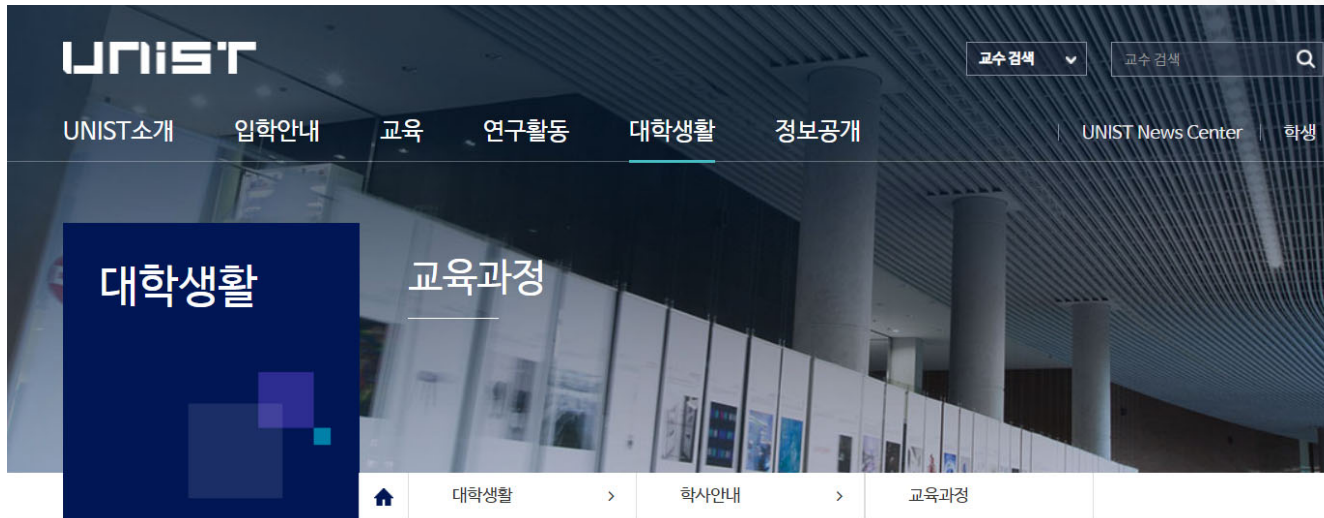 UNIST
교수 검색
교수 검색
UNIST소개 입학안내 교육 연구활동 대학생활 정보공개 UNIST News Center 학생
대학생활
교육과정
대학생활 > 학사안내 > 교육과정